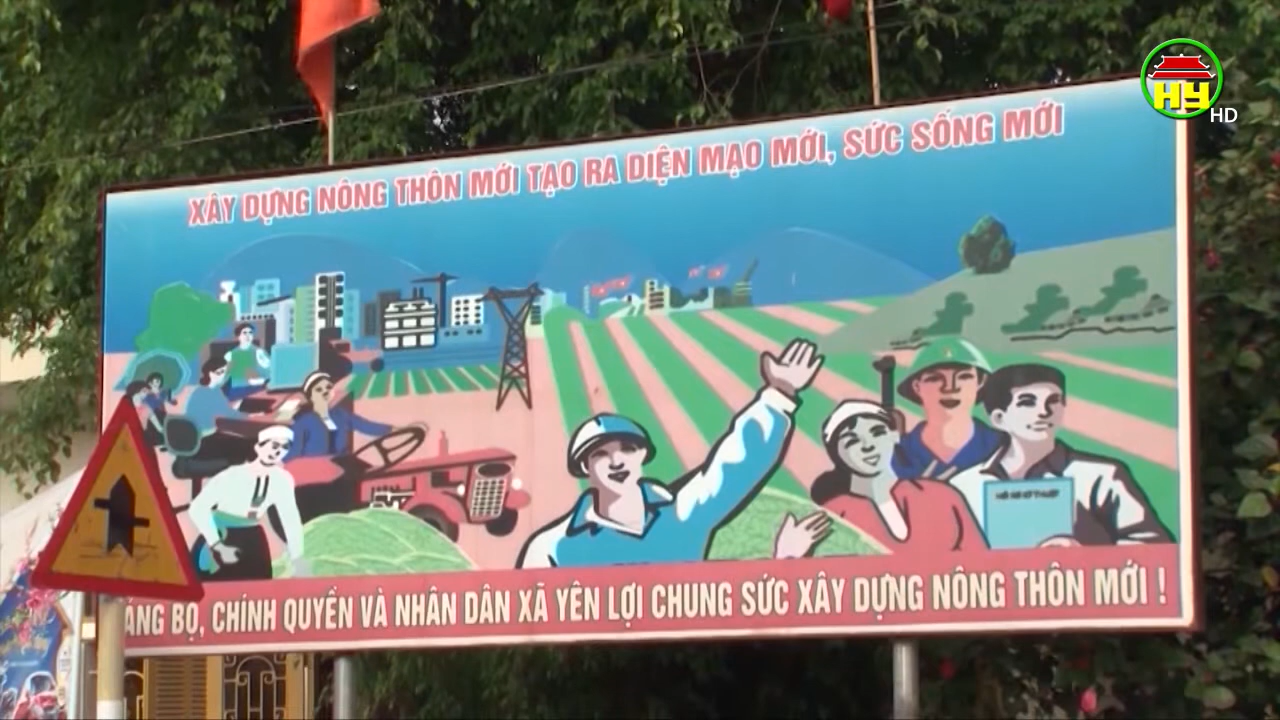 HY
HD
XÂY DỰNG NÔNG THÔN MỚI TẠO RA DIỆN MẠO MỚI, SỨC SỐNG MỚI
ẢNG BỘ, CHÍNH QUYỀN VÀ NHÂN DÂN XÃ YÊN LỢI CHUNG SỨC XÂY DỰNG NÔNG THÔN MỚI !